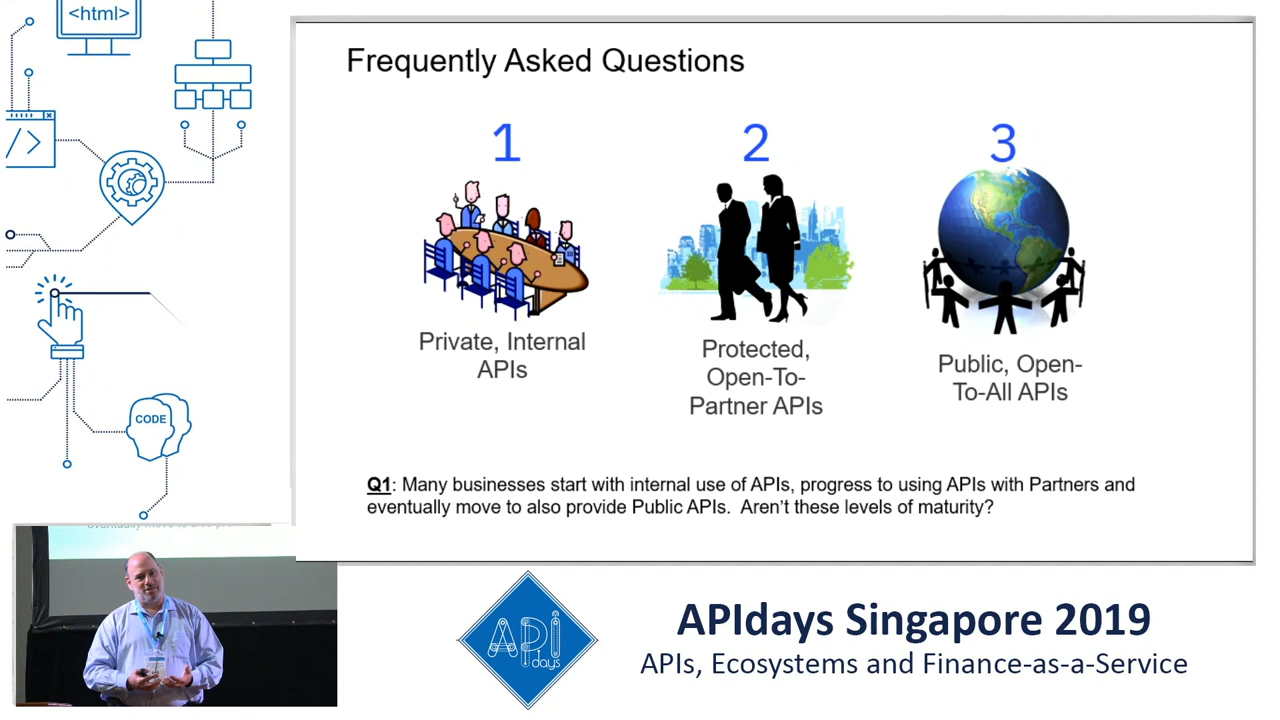 <html>
</>
CODE
Frequently Asked Questions
1
2
3
Private, Internal
APIs
Protected,
Open-To-
Partner APIs
Public, Open-
To-All APIs
Q1: Many businesses start with internal use of APIs, progress to using APIs with Partners and
eventually move to also provide Public APIs. Aren't these levels of maturity?
API
days
APIdays Singapore 2019
APIs, Ecosystems and Finance-as-a-Service